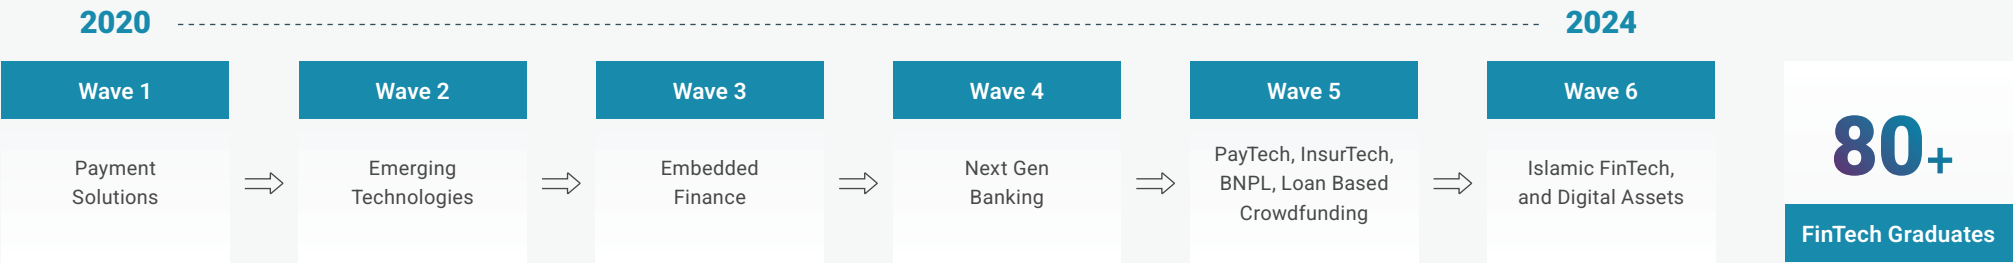 2020
2024
Wave 1
Payment
Solutions
Wave 2
Emerging
Technologies
Wave 3
Embedded
Finance
Wave 4
Next Gen
Banking
Wave 5
PayTech, InsurTech,
BNPL, Loan Based
Crowdfunding
Wave 6
Islamic FinTech,
and Digital Assets
80+
FinTech Graduates